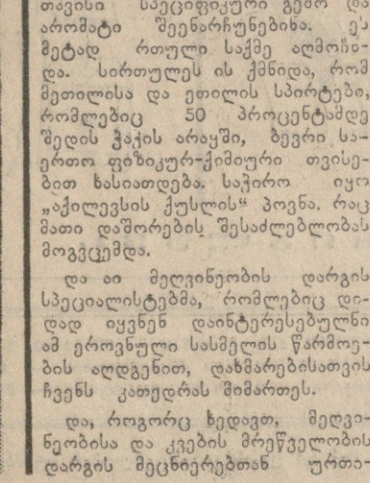 თავისი სპეციფიკური გემო და
არომატი შეენარჩუნებინა. ეს
მეტად რთული საქმე აღმოჩნ-
და. სირთულეს ის ქმნიდა, რომ
მეთილისა და ეთილის სპირტები,
რომლებიც 50 პროცენტამდე
შედის ჭაჭის არაყში, ბევრი სა-
ერთო ფიზიკურ-ქიმიური თვისე-
ბით ხასიათდება. საჭირო იყო
„აქილევსის ქუსლის“ პოვნა. რაც
მათი დაშორების შესაძლებლობას
მოგვცემდა.
და აი მეღვინეობის დარგის
სპეციალისტებმა, რომლებიც დი-
დად იყვნენ დაინტერესებულნი
ამ ეროვნული სასმელის წარმოე-
ბის აღდგენით, დახმარებისათვის
ჩვენს კათედრას მიმართეს.
და, როგორც ხედავთ, მეღვი-
ნეობისა და კვების მრეწველობის
დარგის მეცნიერებთან ურთი-